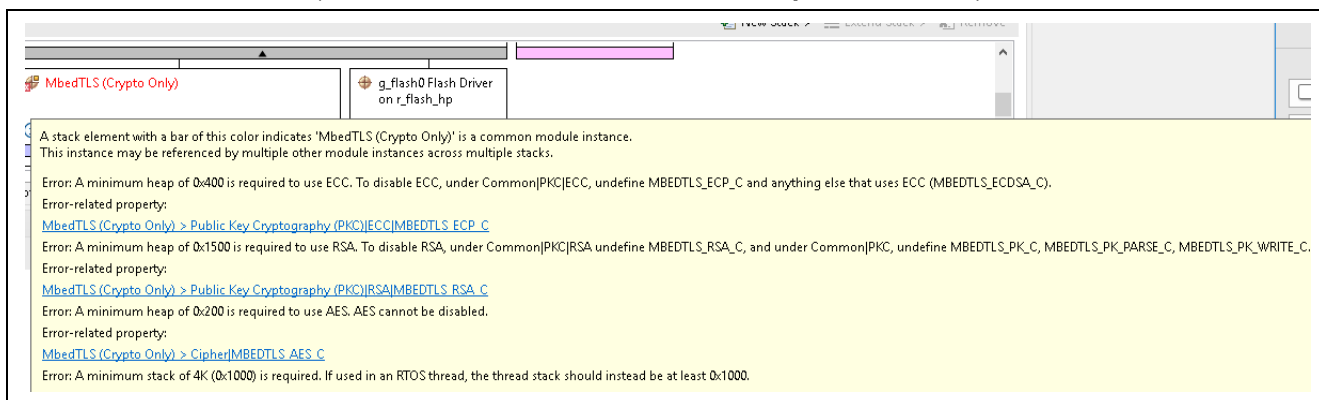 New Stack > Extend Stack > Remove
MbedTLS (Crypto Only)
g_flash0 Flash Driver
on r_flash_hp
A stack element with a bar of this color indicates 'MbedTLS (Crypto Only)' is a common module instance.
This instance may be referenced by multiple other module instances across multiple stacks.
Error: A minimum heap of 0x400 is required to use ECC. To disable ECC, under Common|PKC|ECC, undefine MBEDTLS_ECP_C and anything else that uses ECC (MBEDTLS_ECDSA_C).
Error-related property:
MbedTLS (Crypto Only) > Public Key Cryptography (PKC)|ECC|MBEDTLS_ECP_C
Error: A minimum heap of 0x1500 is required to use RSA. To disable RSA, under Common|PKC|RSA undefine MBEDTLS_RSA_C, and under Common|PKC, undefine MBEDTLS_PK_C, MBEDTLS_PK_PARSE_C, MBEDTLS_PK_WRITE_C.
Error-related property:
MbedTLS (Crypto Only) > Public Key Cryptography (PKC)|RSA|MBEDTLS_RSA_C
Error: A minimum heap of 0x200 is required to use AES. AES cannot be disabled.
Error-related property:
MbedTLS (Crypto Only) > Cipher|MBEDTLS_AES_C
Error: A minimum stack of 4K (0x1000) is required. If used in an RTOS thread, the thread stack should instead be at least 0x1000.